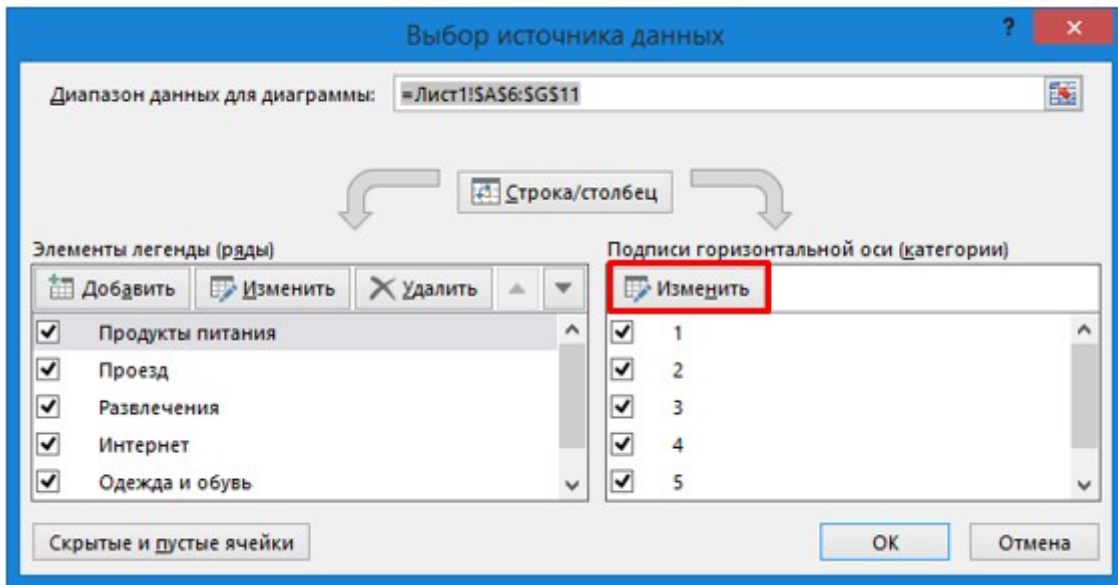 Выбор источника данных
?
Диапазон данных для диаграммы: =Лист1!$A$6:$G$11
Строка/столбец
Элементы легенды (ряды)
Добавить Изменить Удалить
Продукты питания
Проезд
Развлечения
Интернет
Одежда и обувь
Подписи горизонтальной оси (категории)
Изменить
1
2
3
4
5
Скрытые и пустые ячейки
ОК Отмена